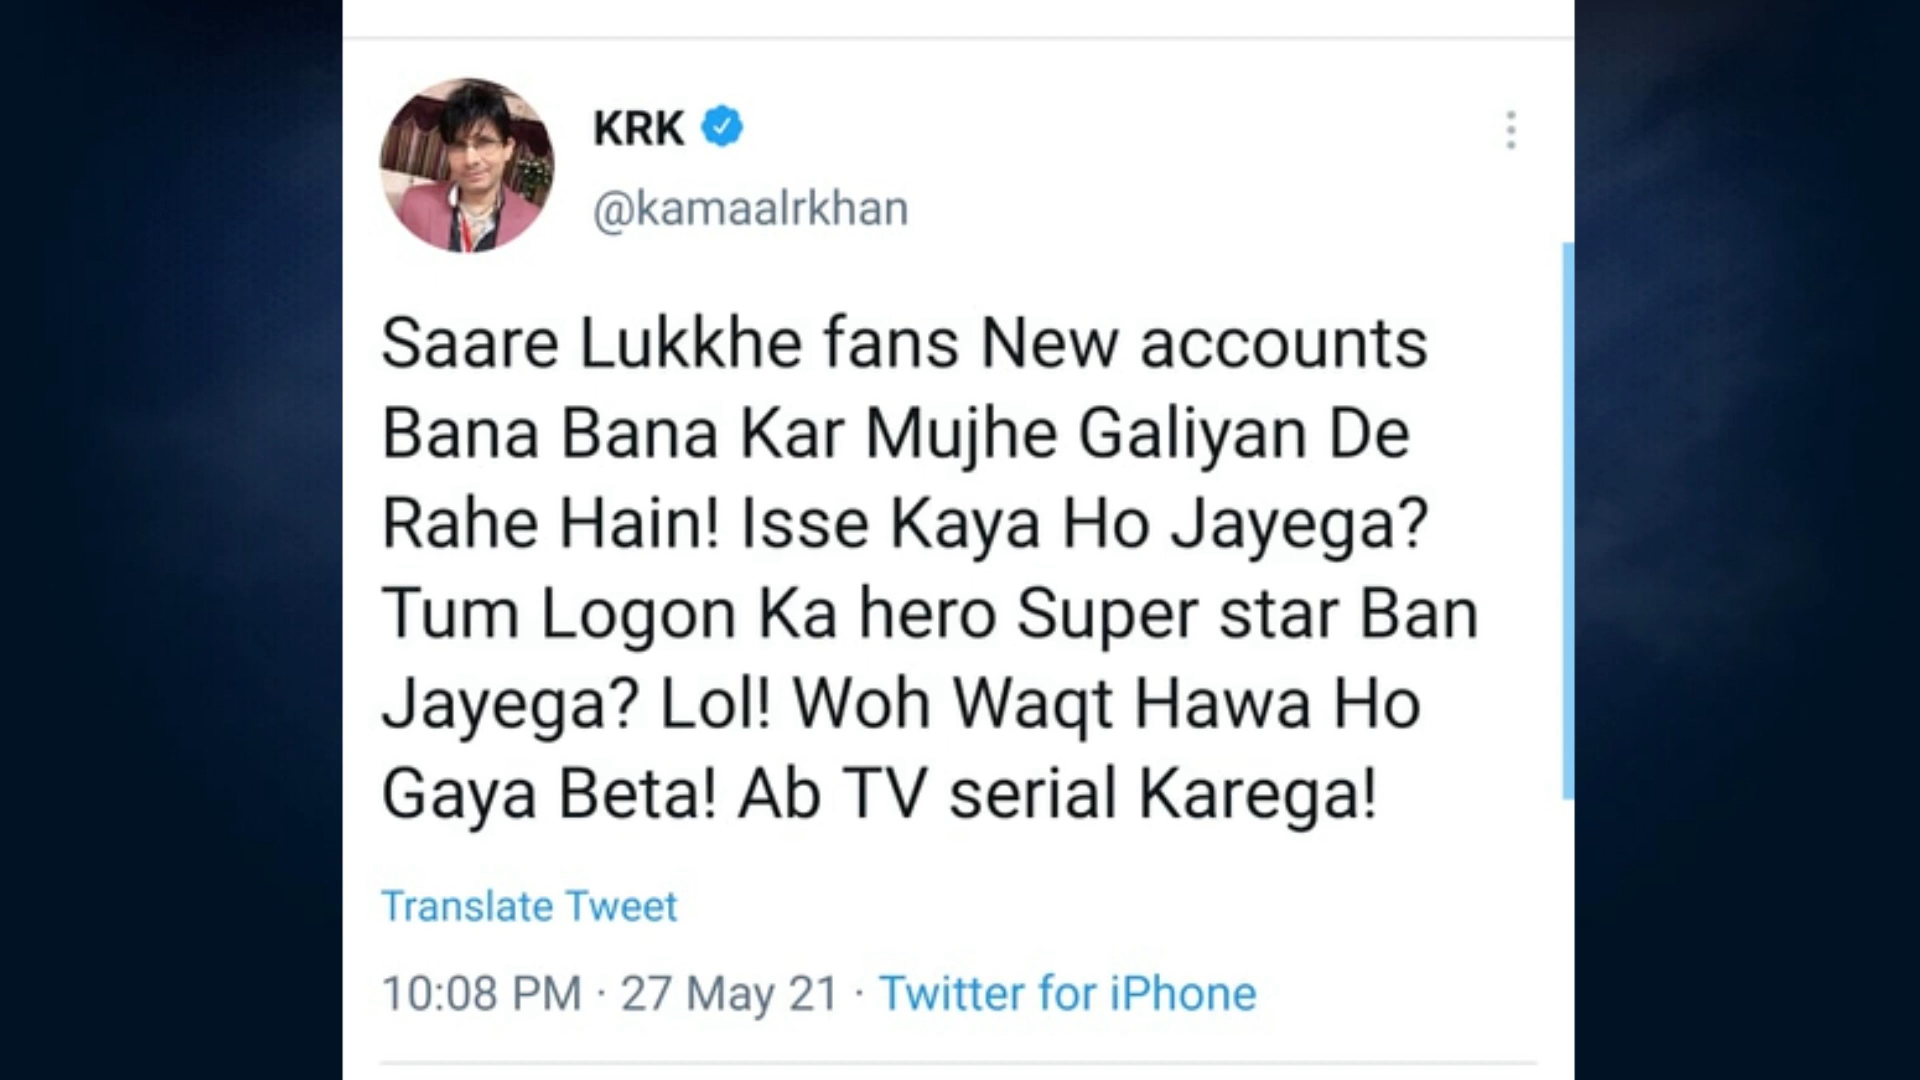 KRK
@kamaalrkhan
Saare Lukkhe fans New accounts
Bana Bana Kar Mujhe Galiyan De
Rahe Hain! Isse Kaya Ho Jayega?
Tum Logon Ka hero Super star Ban
Jayega? Lol! Woh Waqt Hawa Ho
Gaya Beta! Ab TV serial Karega!
Translate Tweet
10:08 PM · 27 May 21 · Twitter for iPhone